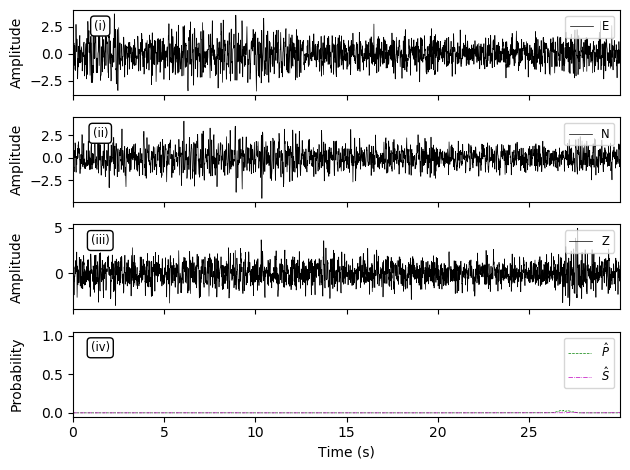 Amplitude
2.5
0.0
−2.5
(i)
E
Amplitude
2.5
0.0
−2.5
(ii)
N
Amplitude
5
0
(iii)
Z
Probability
1.0
0.5
0.0
(iv)
P̂
Ŝ
0 5 10 15 20 25
Time (s)